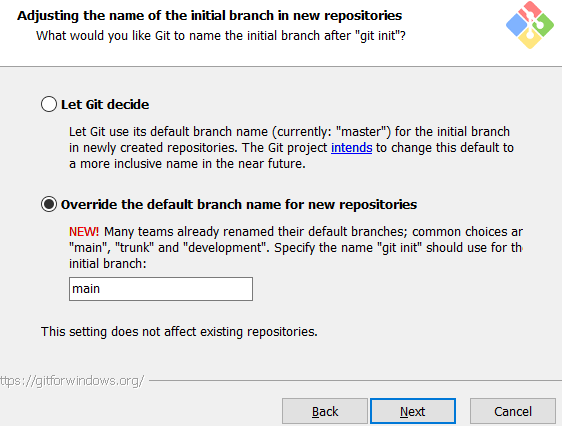 Adjusting the name of the initial branch in new repositories
What would you like Git to name the initial branch after "git init"?
Let Git decide
Let Git use its default branch name (currently: "master") for the initial branch
in newly created repositories. The Git project intends to change this default to
a more inclusive name in the near future.
Override the default branch name for new repositories
NEW! Many teams already renamed their default branches; common choices ar
"main", "trunk" and "development". Specify the name "git init" should use for the
initial branch:
main
This setting does not affect existing repositories.
ttps://gitforwindows.org/
Back
Next
Cancel